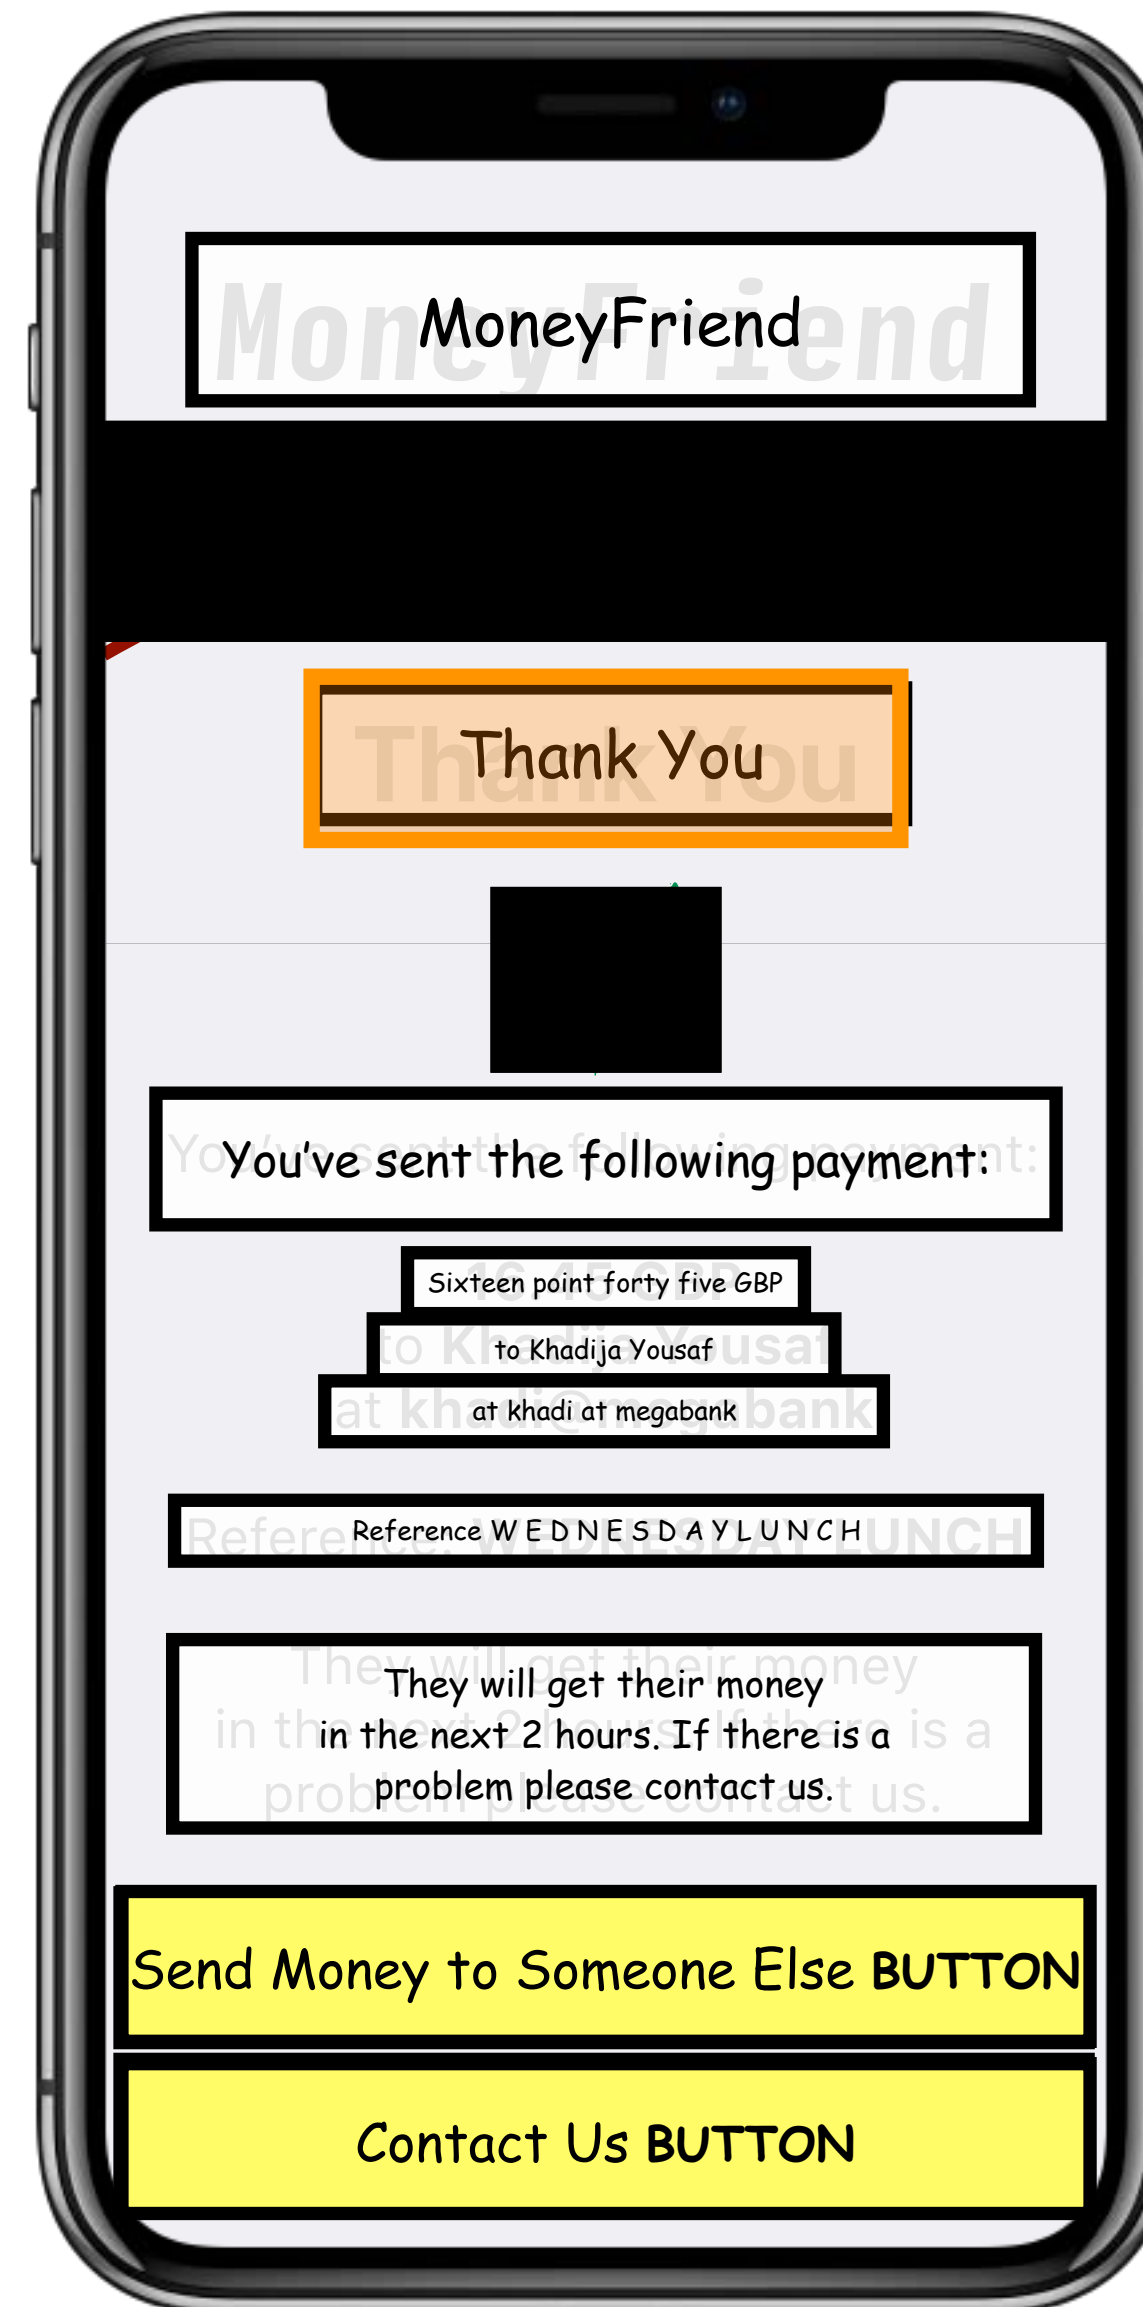 MoneyFriend
Thank You
You've sent the following payment:
Sixteen point forty five GBP
to Khadija Yousaf
at khadi at megabank
Reference W E D N E S D A Y L U N C H
They will get their money
in the next 2 hours. If there is a
problem please contact us.
Send Money to Someone Else BUTTON
Contact Us BUTTON